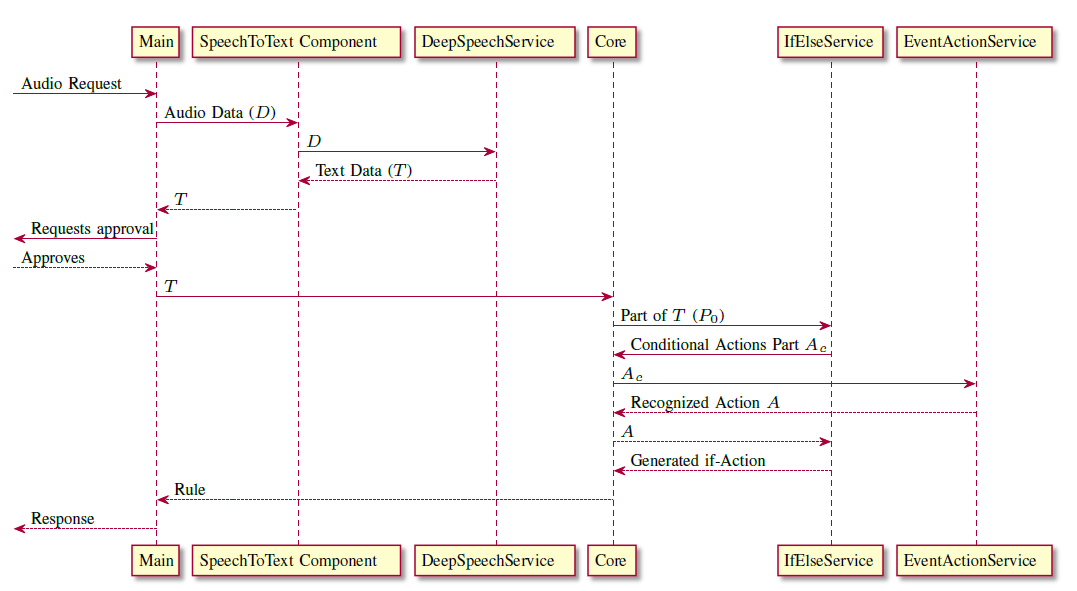 Main SpeechToText Component DeepSpeechService Core IfElseService EventActionService
Audio Request
Audio Data (D)
D
Text Data (T)
T
Requests approval
Approves
T
Part of T (P₀)
Conditional Actions Part A_c
A_c
Recognized Action A
A
Generated if-Action
Rule
Response
Main SpeechToText Component DeepSpeechService Core IfElseService EventActionService